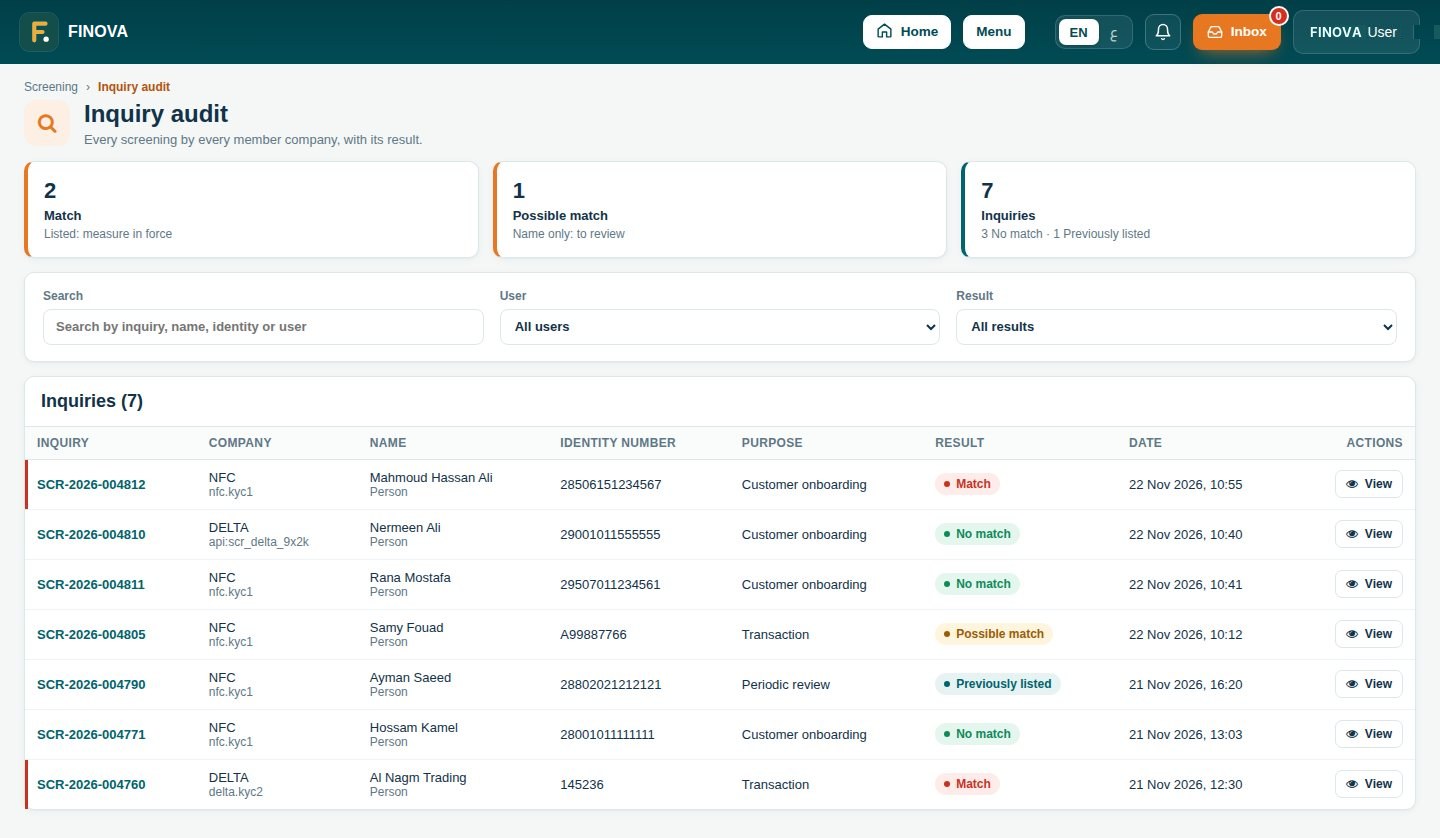 FINOVA
Home
Menu
EN
ع
Inbox
0
FINOVA User
Screening › Inquiry audit
Inquiry audit
Every screening by every member company, with its result.
2
Match
Listed: measure in force
1
Possible match
Name only: to review
7
Inquiries
3 No match · 1 Previously listed
Search
Search by inquiry, name, identity or user
User
All users
Result
All results
Inquiries (7)
INQUIRY COMPANY NAME IDENTITY NUMBER PURPOSE RESULT DATE ACTIONS
SCR-2026-004812 NFC Mahmoud Hassan Ali 28506151234567 Customer onboarding Match 22 Nov 2026, 10:55 View
nfc.kyc1 Person
SCR-2026-004810 DELTA Nermeen Ali 29001011555555 Customer onboarding No match 22 Nov 2026, 10:40 View
api:scr_delta_9x2k Person
SCR-2026-004811 NFC Rana Mostafa 29507011234561 Customer onboarding No match 22 Nov 2026, 10:41 View
nfc.kyc1 Person
SCR-2026-004805 NFC Samy Fouad A99887766 Transaction Possible match 22 Nov 2026, 10:12 View
nfc.kyc1 Person
SCR-2026-004790 NFC Ayman Saeed 28802021212121 Periodic review Previously listed 21 Nov 2026, 16:20 View
nfc.kyc1 Person
SCR-2026-004771 NFC Hossam Kamel 28001011111111 Customer onboarding No match 21 Nov 2026, 13:03 View
nfc.kyc1 Person
SCR-2026-004760 DELTA Al Nagm Trading 145236 Transaction Match 21 Nov 2026, 12:30 View
delta.kyc2 Person